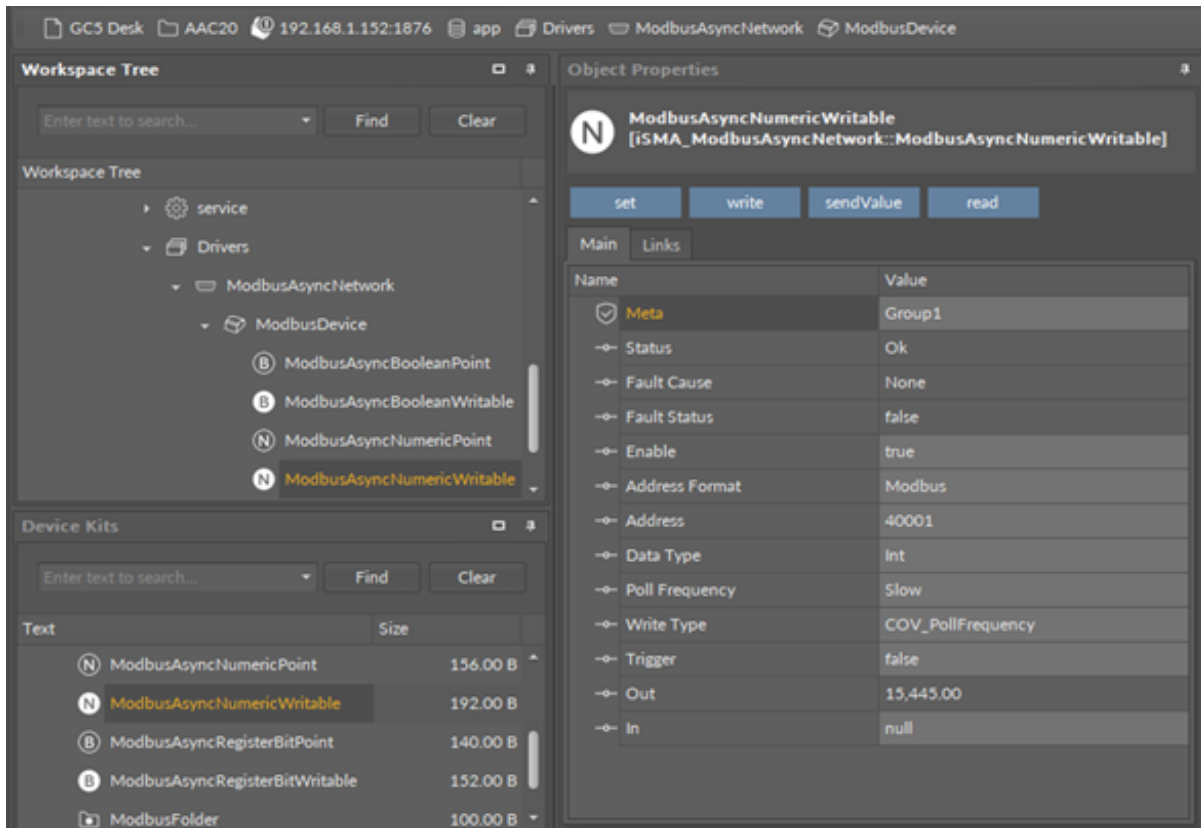 GC5 Desk AAC20 192.168.1.152:1876 app Drivers ModbusAsyncNetwork ModbusDevice
Workspace Tree
Enter text to search... Find Clear
Workspace Tree
service
Drivers
ModbusAsyncNetwork
ModbusDevice
B ModbusAsyncBooleanPoint
B ModbusAsyncBooleanWritable
N ModbusAsyncNumericPoint
N ModbusAsyncNumericWritable
Device Kits
Enter text to search... Find Clear
Text Size
N ModbusAsyncNumericPoint 156.00 B
N ModbusAsyncNumericWritable 192.00 B
B ModbusAsyncRegisterBitPoint 140.00 B
B ModbusAsyncRegisterBitWritable 152.00 B
ModbusFolder 100.00 B
Object Properties
N ModbusAsyncNumericWritable
[iSMA_ModbusAsyncNetwork::ModbusAsyncNumericWritable]
set write sendValue read
Main Links
Name Value
Meta Group1
Status Ok
Fault Cause None
Fault Status false
Enable true
Address Format Modbus
Address 40001
Data Type Int
Poll Frequency Slow
Write Type COV_PollFrequency
Trigger false
Out 15,445.00
In null